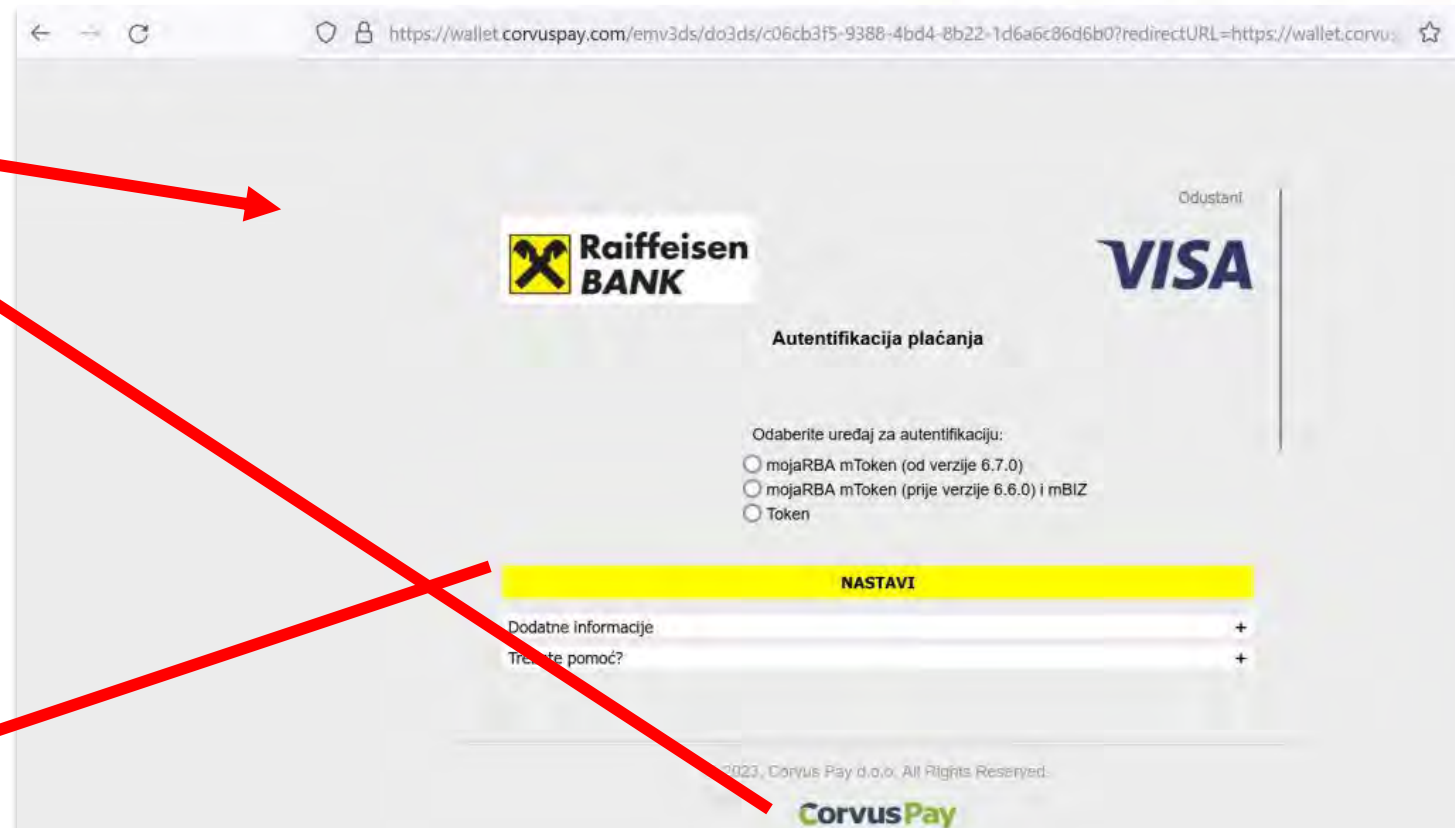 https://wallet.corvuspay.com/emv3ds/do3ds/c06cb3f5-9388-4bd4-8b22-1d6a6c86d6b0?redirectURL=https://wallet.corvu
Odustani
Raiffeisen
BANK
VISA
Autentifikacija plaćanja
Odaberite uređaj za autentifikaciju:
mojaRBA mToken (od verzije 6.7.0)
mojaRBA mToken (prije verzije 6.6.0) i mBIZ
Token
NASTAVI
Dodatne informacije +
pomoć? +
2023, Corvus Pay d.o.o. All Rights Reserved.
CorvusPay